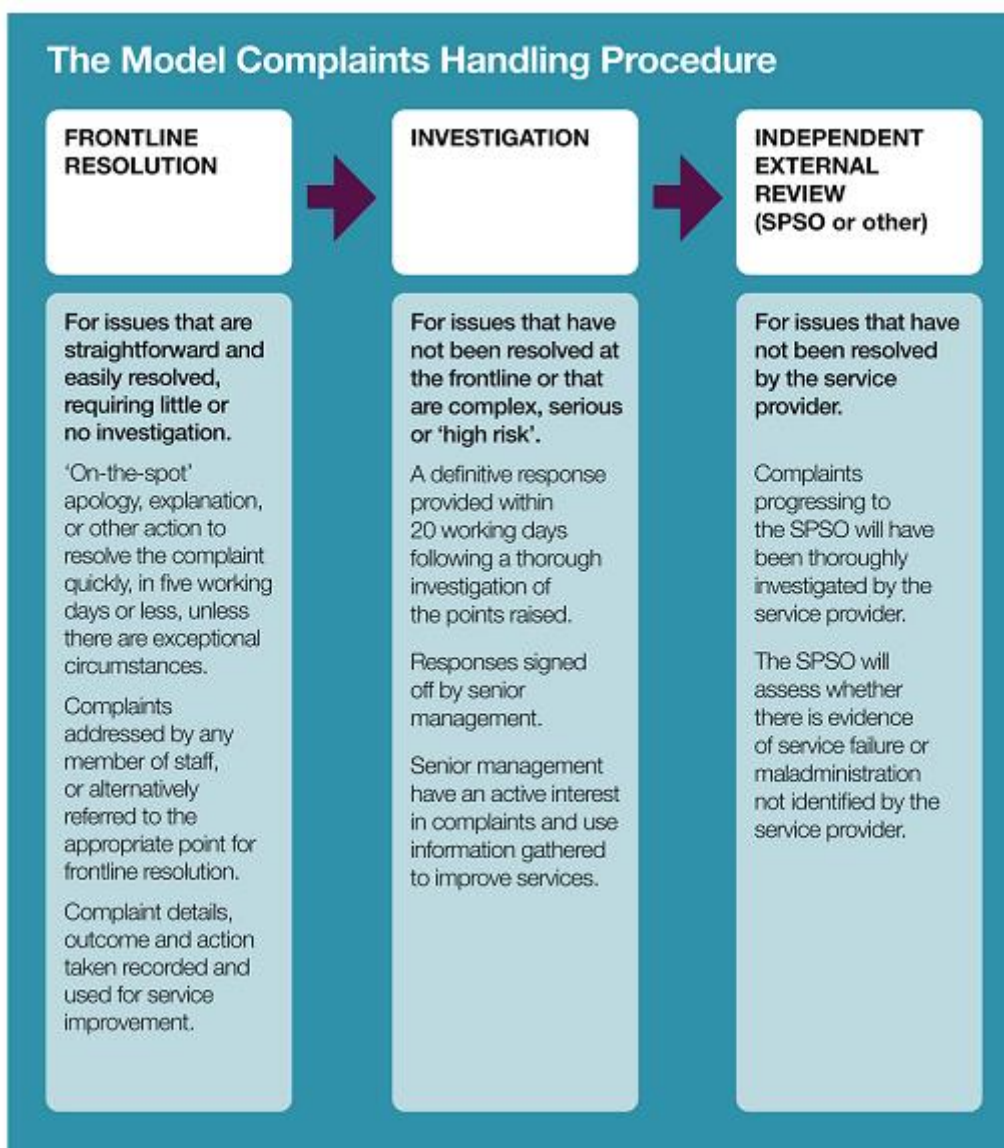 The Model Complaints Handling Procedure
FRONTLINE
RESOLUTION
For issues that are
straightforward and
easily resolved,
requiring little or
no investigation.
‘On-the-spot’
apology, explanation,
or other action to
resolve the complaint
quickly, in five working
days or less, unless
there are exceptional
circumstances.
Complaints
addressed by any
member of staff,
or alternatively
referred to the
appropriate point for
frontline resolution.
Complaint details,
outcome and action
taken recorded and
used for service
improvement.
INVESTIGATION
For issues that have
not been resolved at
the frontline or that
are complex, serious
or ‘high risk’.
A definitive response
provided within
20 working days
following a thorough
investigation of
the points raised.
Responses signed
off by senior
management.
Senior management
have an active interest
in complaints and use
information gathered
to improve services.
INDEPENDENT
EXTERNAL
REVIEW
(SPSO or other)
For issues that have
not been resolved
by the service
provider.
Complaints
progressing to
the SPSO will have
been thoroughly
investigated by the
service provider.
The SPSO will
assess whether
there is evidence
of service failure or
maladministration
not identified by the
service provider.